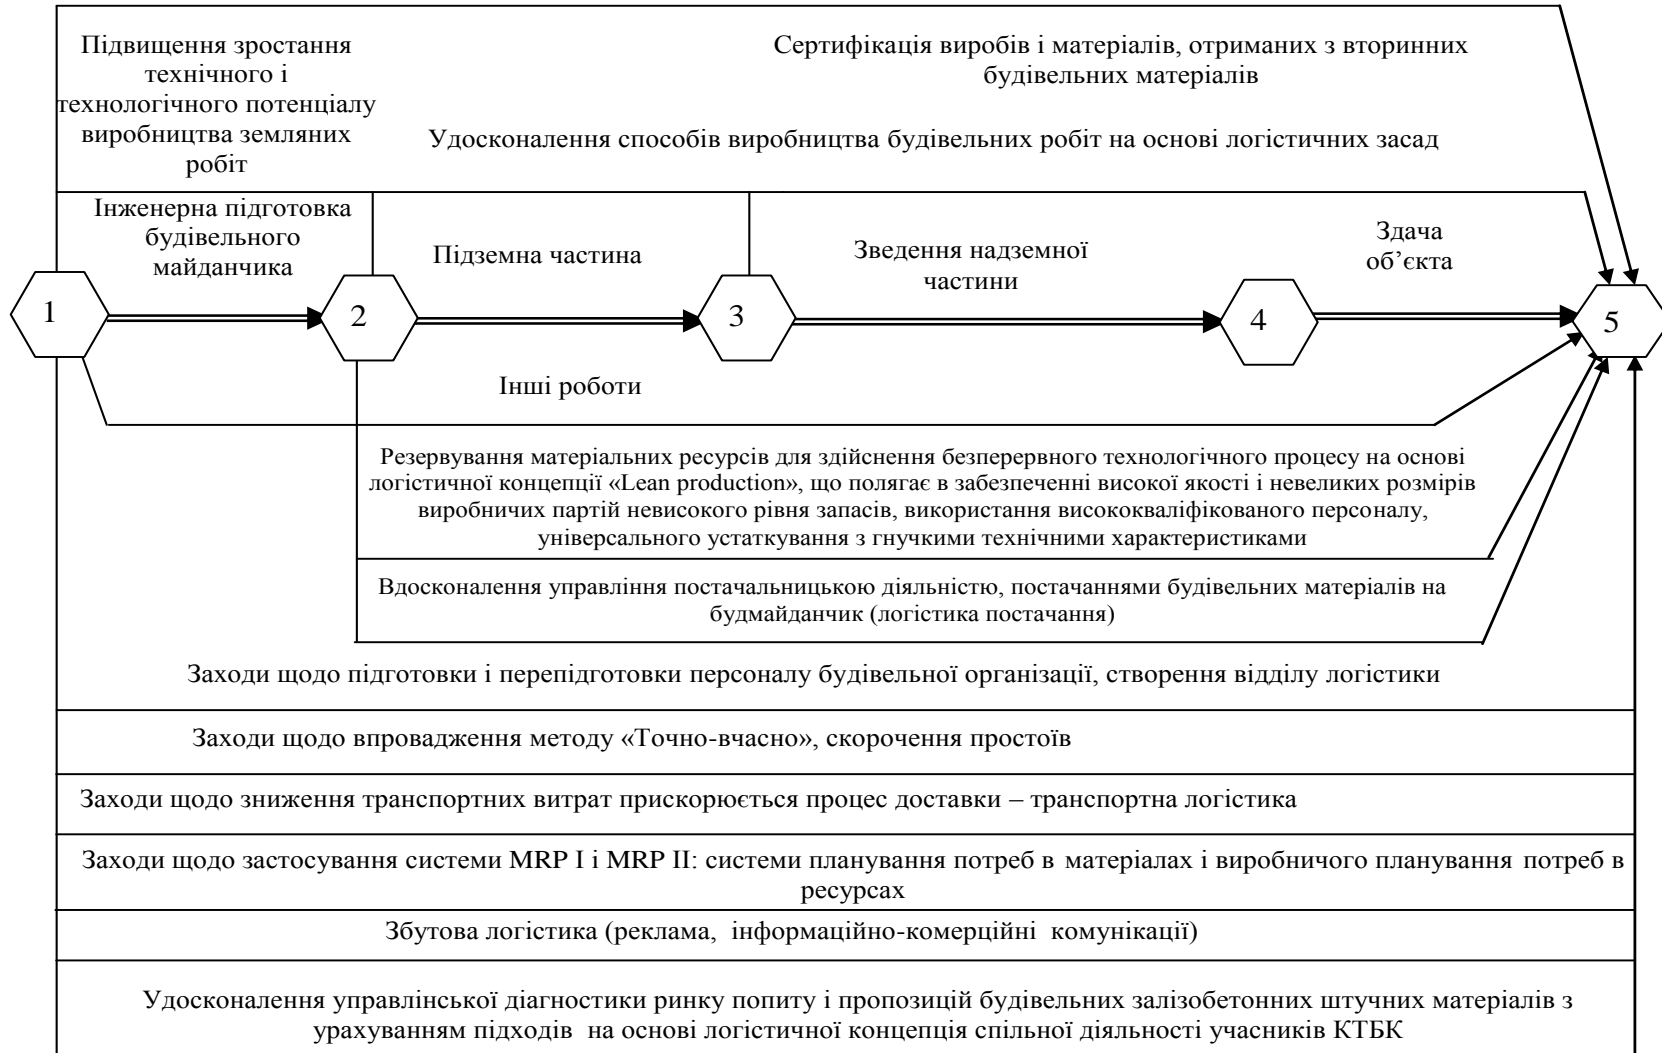 Підвищення зростання
технічного і
технологічного потенціалу
виробництва земляних
робіт
Сертифікація виробів і матеріалів, отриманих з вторинних
будівельних матеріалів
Удосконалення способів виробництва будівельних робіт на основі логістичних засад
Інженерна підготовка
будівельного
майданчика
Підземна частина
Зведення надземної
частини
Здача
об’єкта
1
2
3
4
5
Інші роботи
Резервування матеріальних ресурсів для здійснення безперервного технологічного процесу на основі
логістичної концепції «Lean production», що полягає в забезпеченні високої якості і невеликих розмірів
виробничих партій невисокого рівня запасів, використання висококваліфікованого персоналу,
універсального устаткування з гнучкими технічними характеристиками
Вдосконалення управління постачальницькою діяльністю, постачаннями будівельних матеріалів на
будмайданчик (логістика постачання)
Заходи щодо підготовки і перепідготовки персоналу будівельної організації, створення відділу логістики
Заходи щодо впровадження методу «Точно-вчасно», скорочення простоїв
Заходи щодо зниження транспортних витрат прискорюється процес доставки – транспортна логістика
Заходи щодо застосування системи MRP I і MRP II: системи планування потреб в матеріалах і виробничого планування потреб в
ресурсах
Збутова логістика (реклама, інформаційно-комерційні комунікації)
Удосконалення управлінської діагностики ринку попиту і пропозицій будівельних залізобетонних штучних матеріалів з
урахуванням підходів на основі логістичної концепція спільної діяльності учасників КТБК